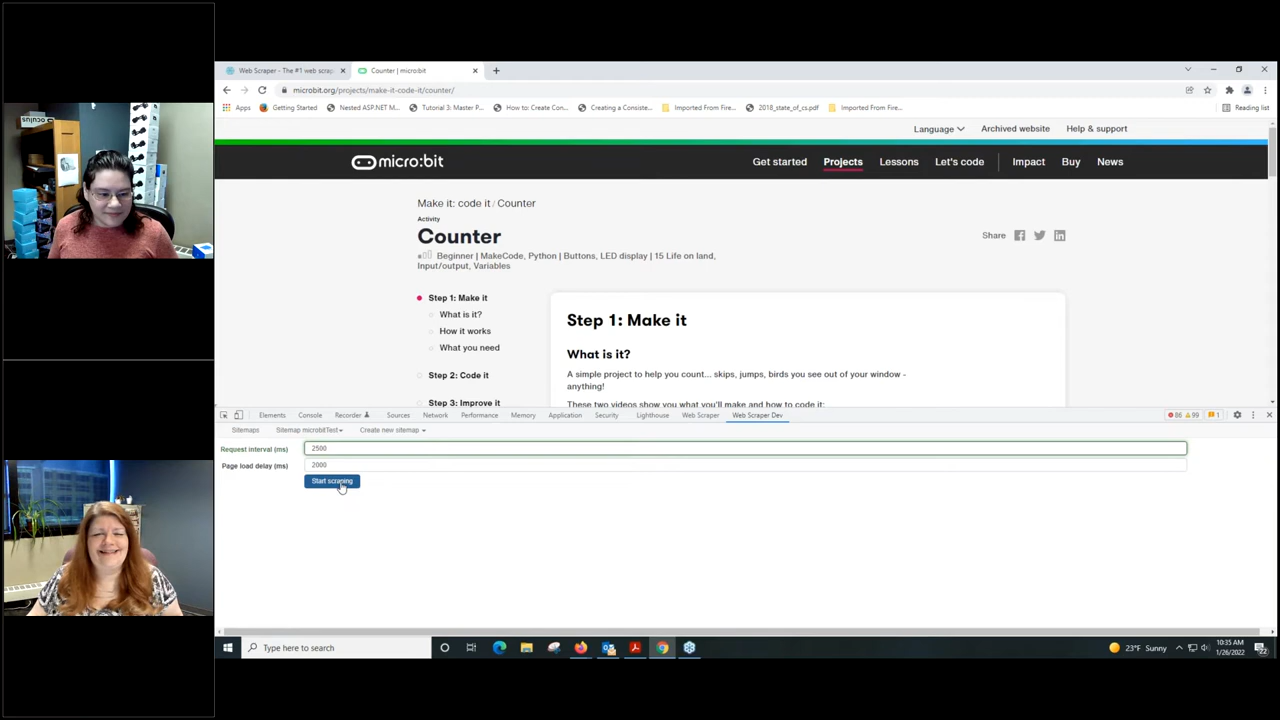 Web Scraper - The #1 web scrap
Counter | micro:bit
microbit.org/projects/make-it-code-it/counter/
Apps
Getting Started
Nested ASP.NET M...
Tutorial 3: Master P...
How to: Create Con...
Creating a Consiste...
Imported From Fire...
2018_state_of_cs.pdf
Imported From Fire...
Reading list
Language
Archived website
Help & support
micro:bit
Get started
Projects
Lessons
Let's code
Impact
Buy
News
Make it: code it / Counter
Activity
Counter
Share
Beginner | MakeCode, Python | Buttons, LED display | 15 Life on land,
Input/output, Variables
Step 1: Make it
What is it?
How it works
What you need
Step 2: Code it
Step 3: Improve it
Step 1: Make it
What is it?
A simple project to help you count... skips, jumps, birds you see out of your window -
anything!
These two videos show you what you'll make and how to code it:
Elements
Console
Recorder
Sources
Network
Performance
Memory
Application
Security
Lighthouse
Web Scraper
Web Scraper Dev
86
99
1
Sitemaps
Sitemap microbitTest
Create new sitemap
Request interval (ms)
2500
Page load delay (ms)
2000
Start scraping
Type here to search
23°F Sunny
10:35 AM
1/26/2022
22
oculus